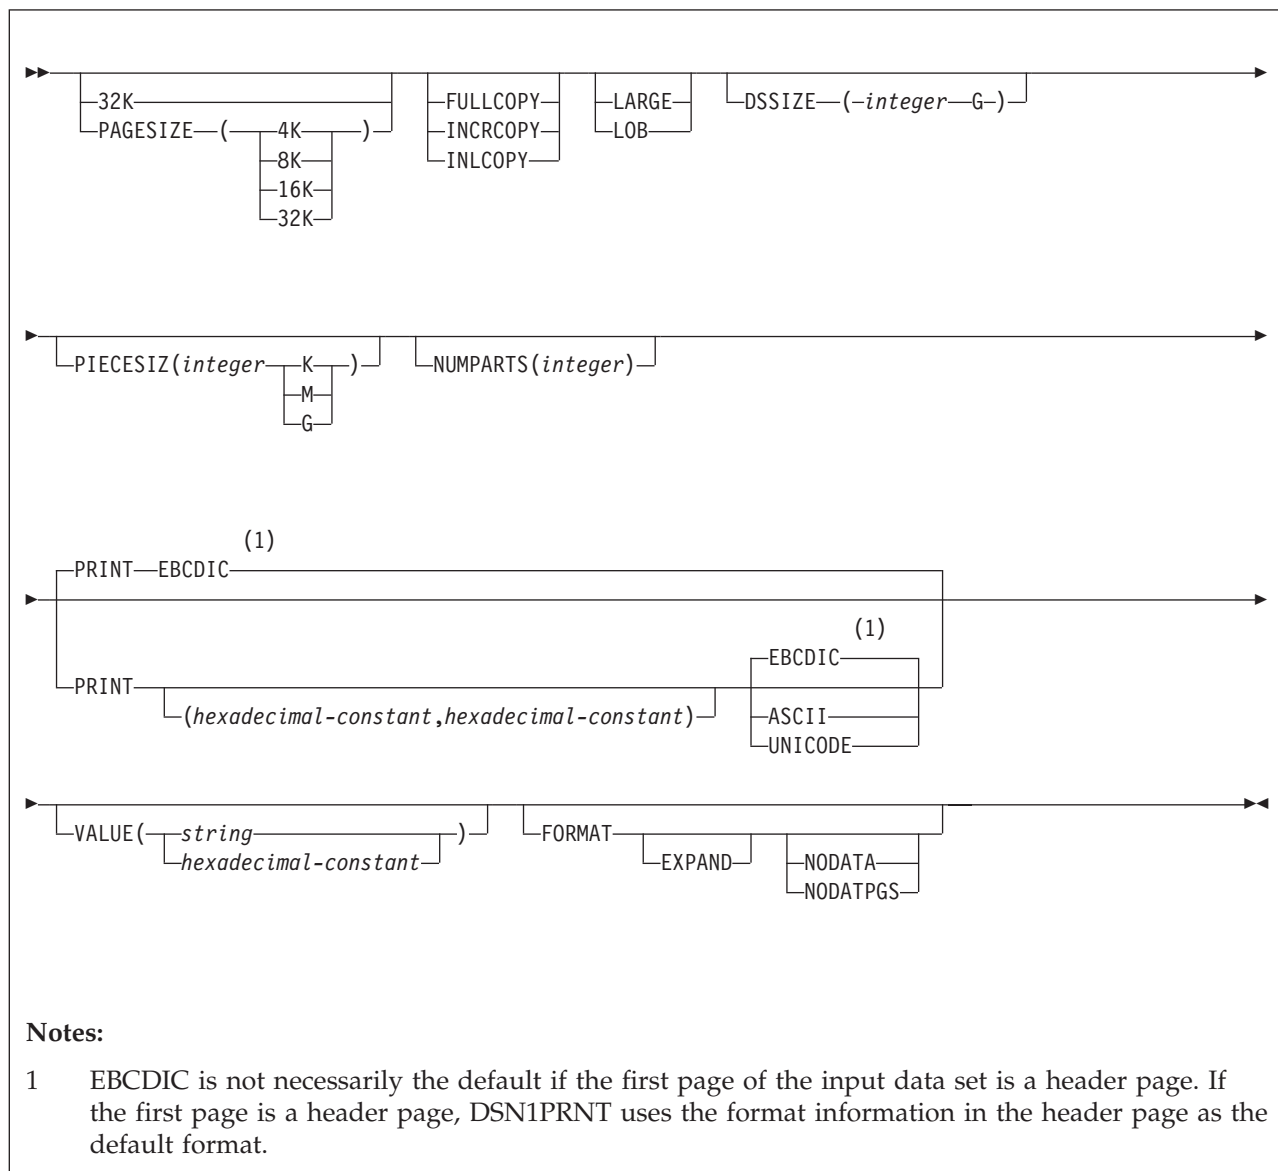 32K
PAGESIZE ( 4K )
8K
16K
32K
FULLCOPY
INCRCOPY
INLCOPY
LARGE
LOB
DSSIZE ( integer G )
PIECESIZ(integer K )
M
G
NUMPARTS(integer)
(1)
PRINT EBCDIC
(1)
EBCDIC
PRINT
(hexadecimal-constant,hexadecimal-constant)
ASCII
UNICODE
VALUE( string )
hexadecimal-constant
FORMAT
EXPAND
NODATA
NODATPGS
Notes:
1 EBCDIC is not necessarily the default if the first page of the input data set is a header page. If
the first page is a header page, DSN1PRNT uses the format information in the header page as the
default format.